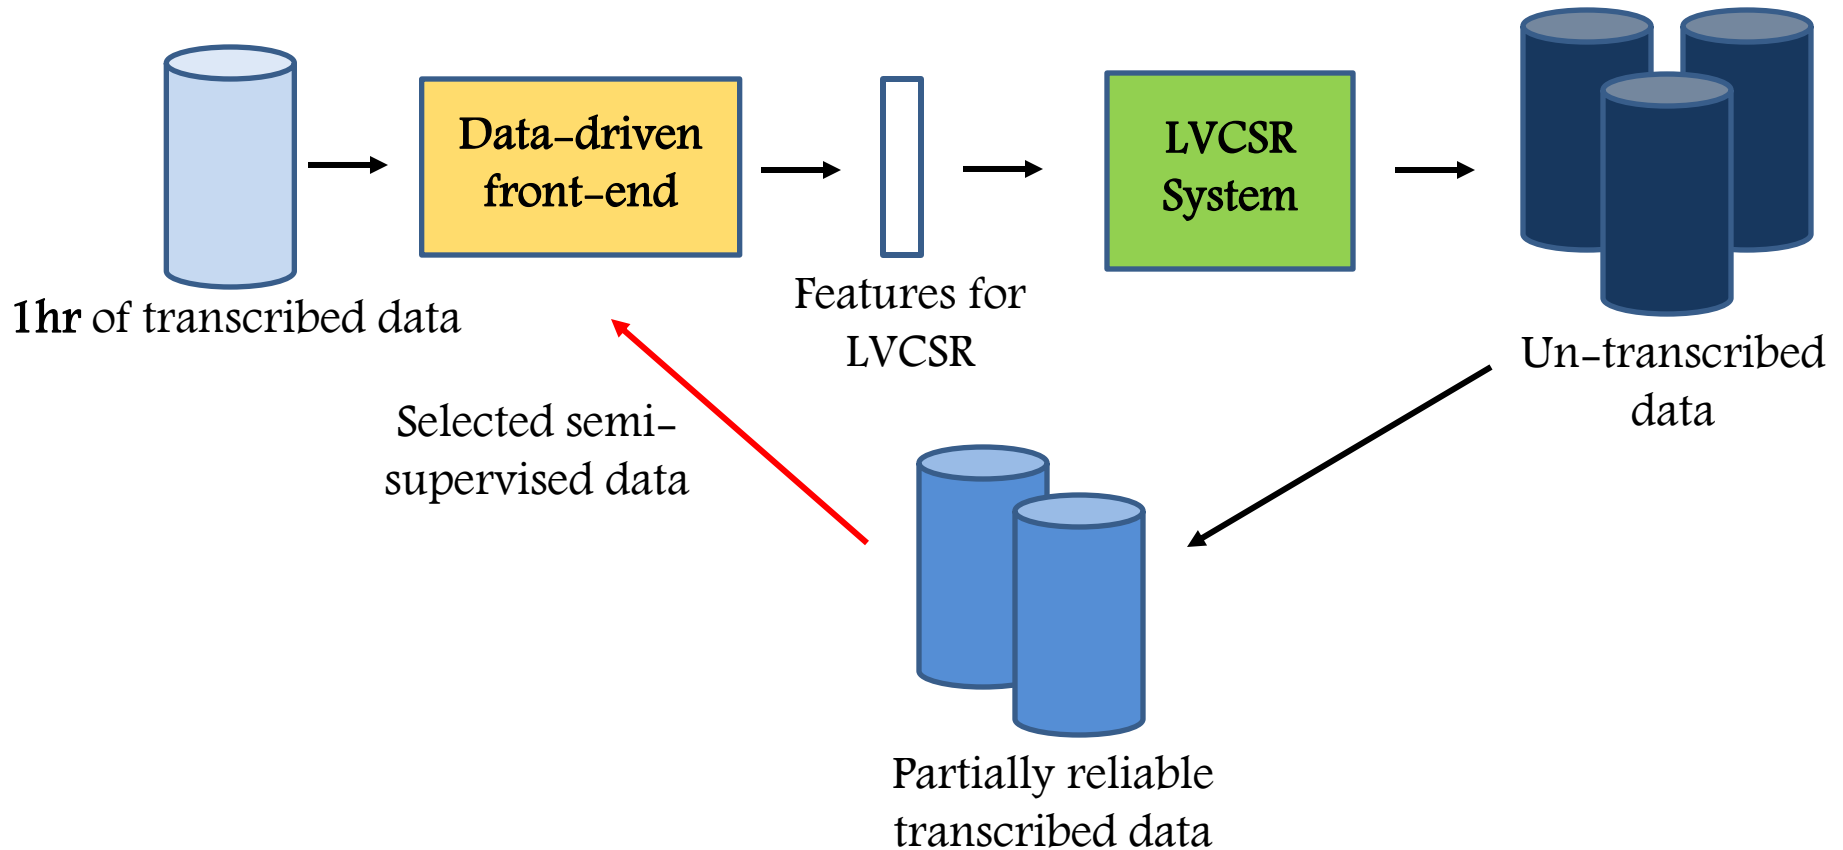 Data-driven
front-end
LVCSR
System
1hr of transcribed data
Features for
LVCSR
Un-transcribed
data
Selected semi-
supervised data
Partially reliable
transcribed data